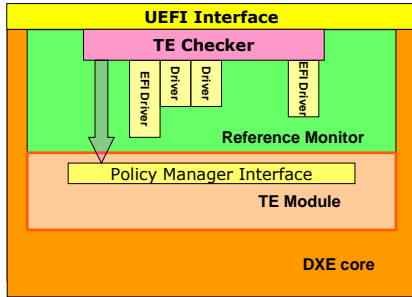 UEFI Interface
TE Checker
EFI Driver
Driver
Driver
EFI Driver
Reference Monitor
Policy Manager Interface
TE Module
DXE core